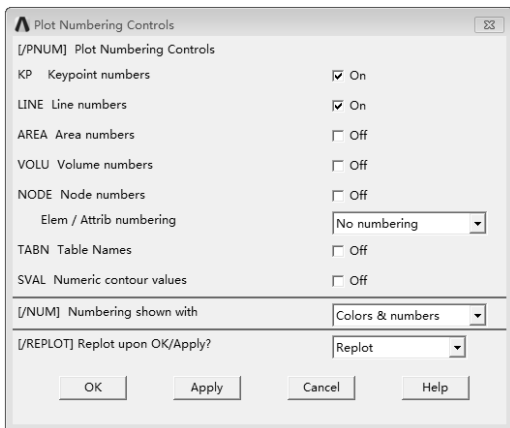 Plot Numbering Controls
[/PNUM] Plot Numbering Controls
KP Keypoint numbers On
LINE Line numbers On
AREA Area numbers Off
VOLU Volume numbers Off
NODE Node numbers Off
Elem / Attrib numbering No numbering
TABN Table Names Off
SVAL Numeric contour values Off
[/NUM] Numbering shown with Colors & numbers
[/REPLOT] Replot upon OK/Apply? Replot
OK Apply Cancel Help